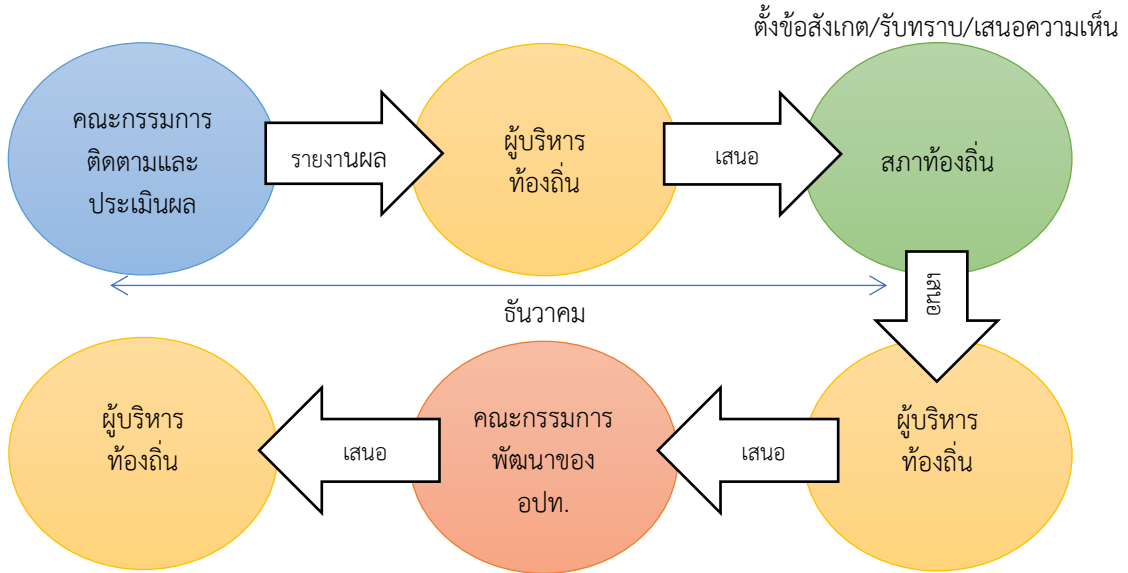 ตั้งข้อสังเกต/รับทราบ/เสนอความเห็น
คณะกรรมการ
ติดตามและ
ประเมินผล
รายงานผล
ผู้บริหาร
ท้องถิ่น
เสนอ
สภาท้องถิ่น
เสนอ
ธันวาคม
ผู้บริหาร
ท้องถิ่น
เสนอ
คณะกรรมการ
พัฒนาของ
อปท.
เสนอ
ผู้บริหาร
ท้องถิ่น